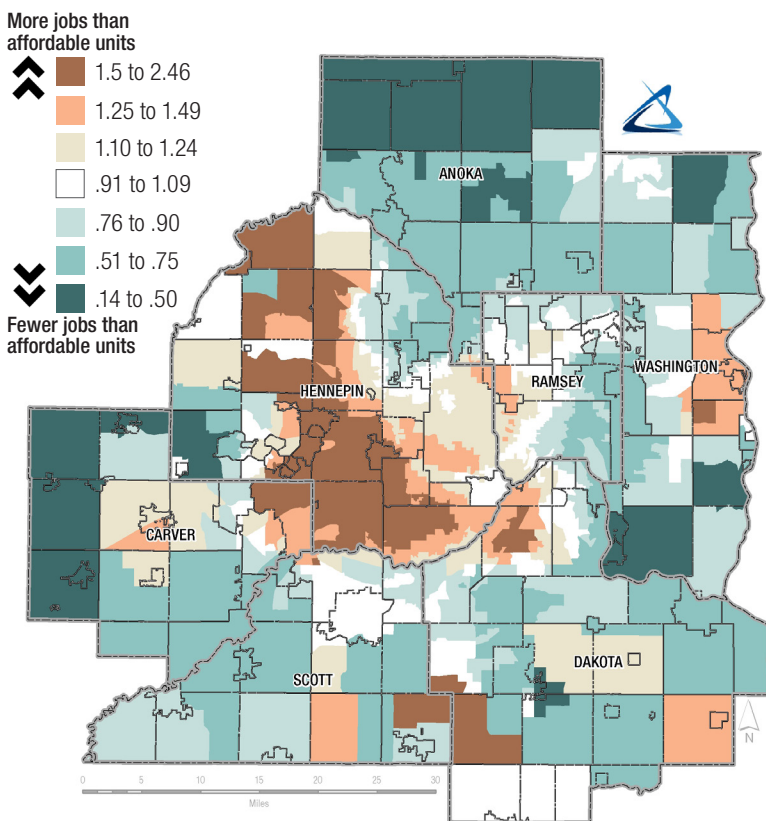 More jobs than
affordable units
1.5 to 2.46
1.25 to 1.49
1.10 to 1.24
.91 to 1.09
.76 to .90
.51 to .75
.14 to .50
Fewer jobs than
affordable units
ANOKA
HENNEPIN
RAMSEY
WASHINGTON
CARVER
SCOTT
DAKOTA
N
0 5 10 15 20 25 30
Miles